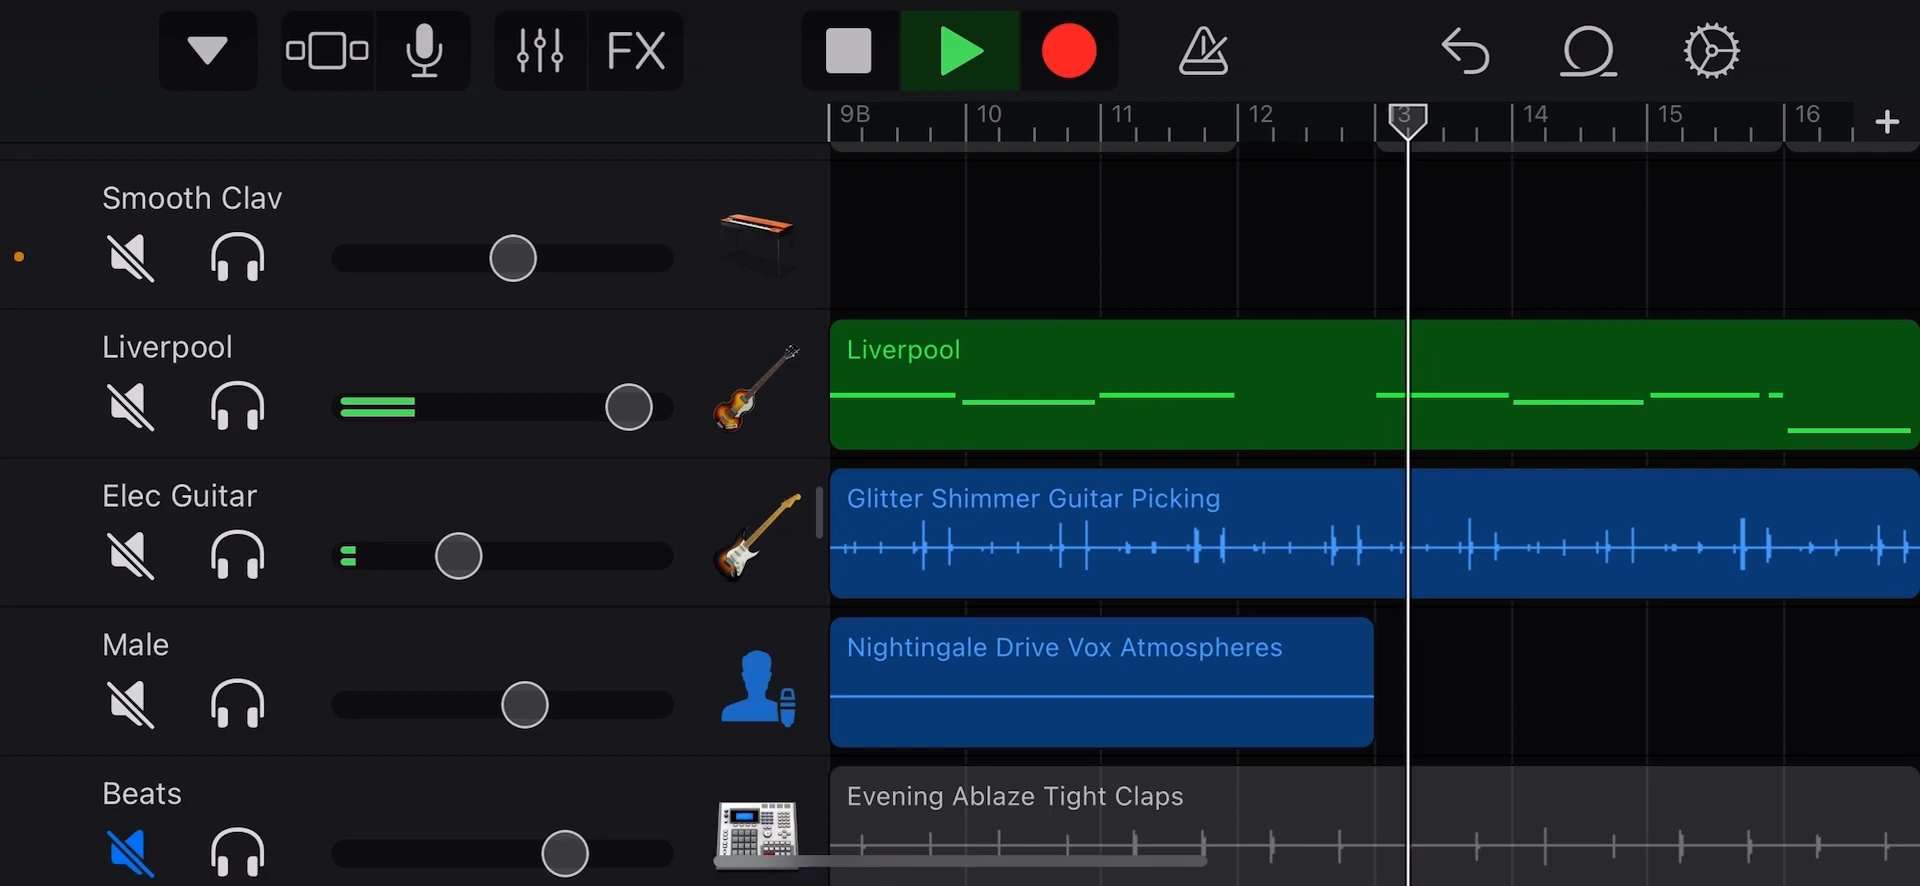 FX
9B 10 11 12 13 14 15 16
Smooth Clav
Liverpool
Liverpool
Elec Guitar
Glitter Shimmer Guitar Picking
Male
Nightingale Drive Vox Atmospheres
Beats
Evening Ablaze Tight Claps